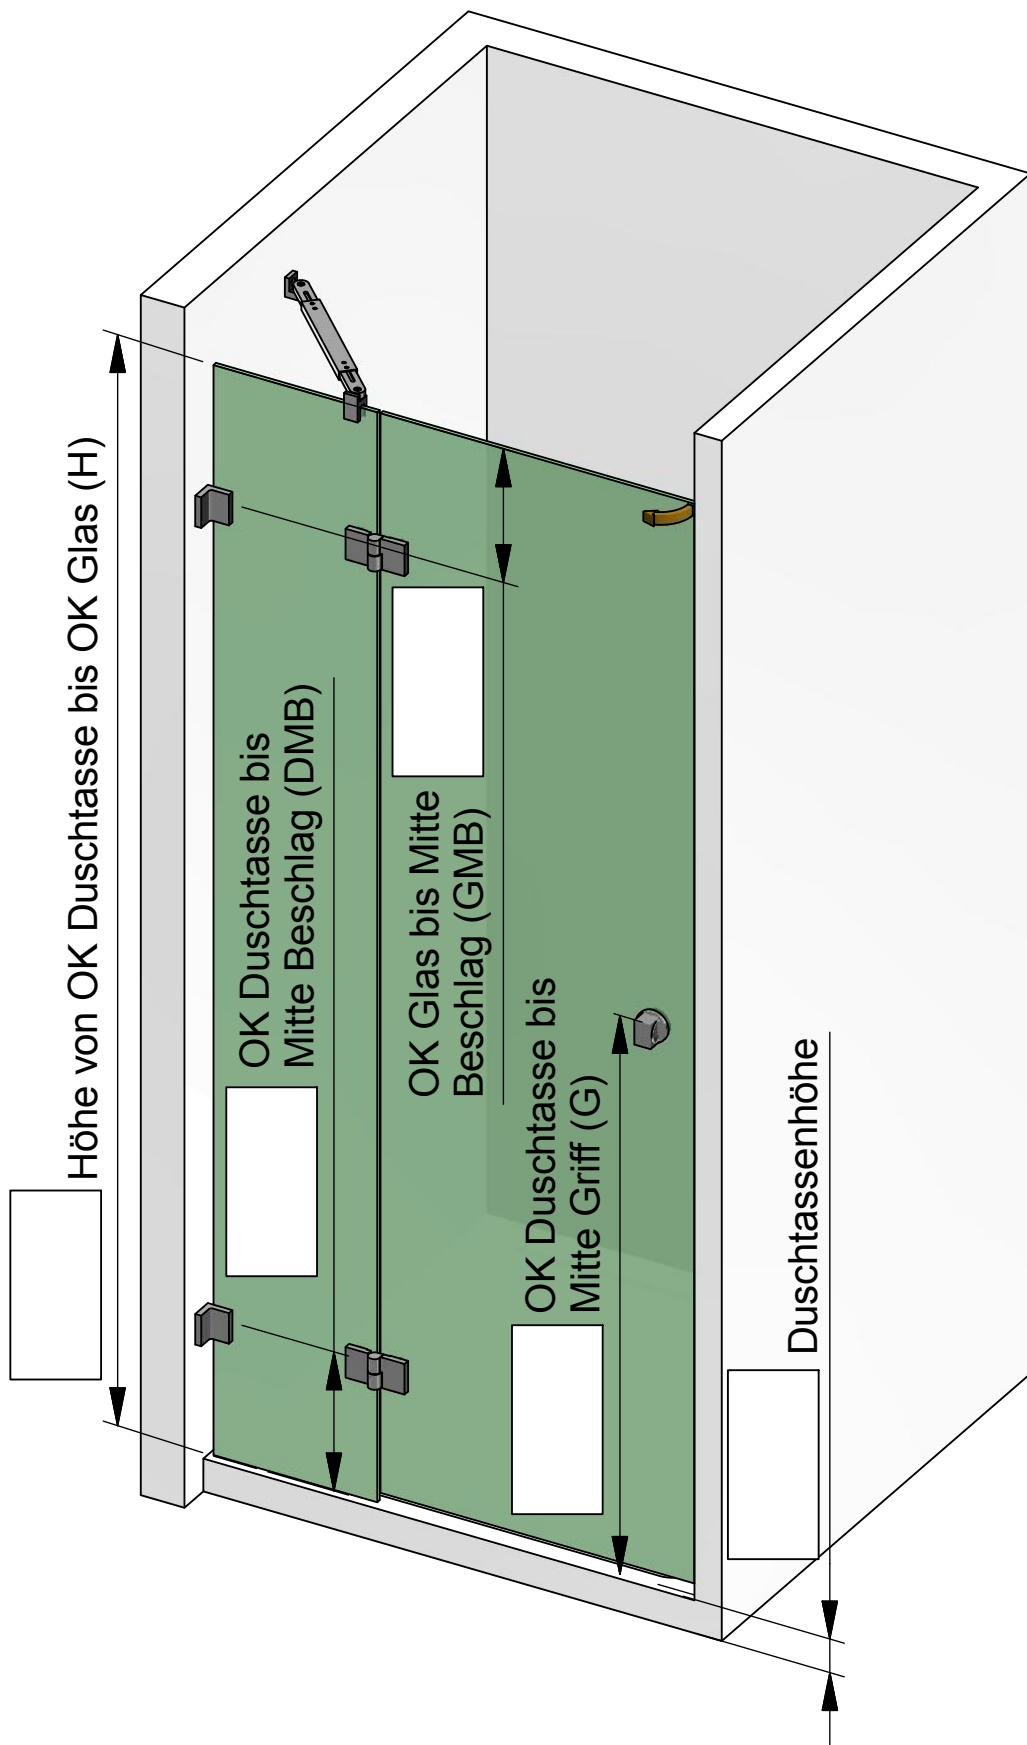 Höhe von OK Duschtasse bis OK Glas (H)
OK Duschtasse bis
Mitte Beschlag (DMB)
OK Glas bis Mitte
Beschlag (GMB)
OK Duschtasse bis
Mitte Griff (G)
Duschtassenhöhe